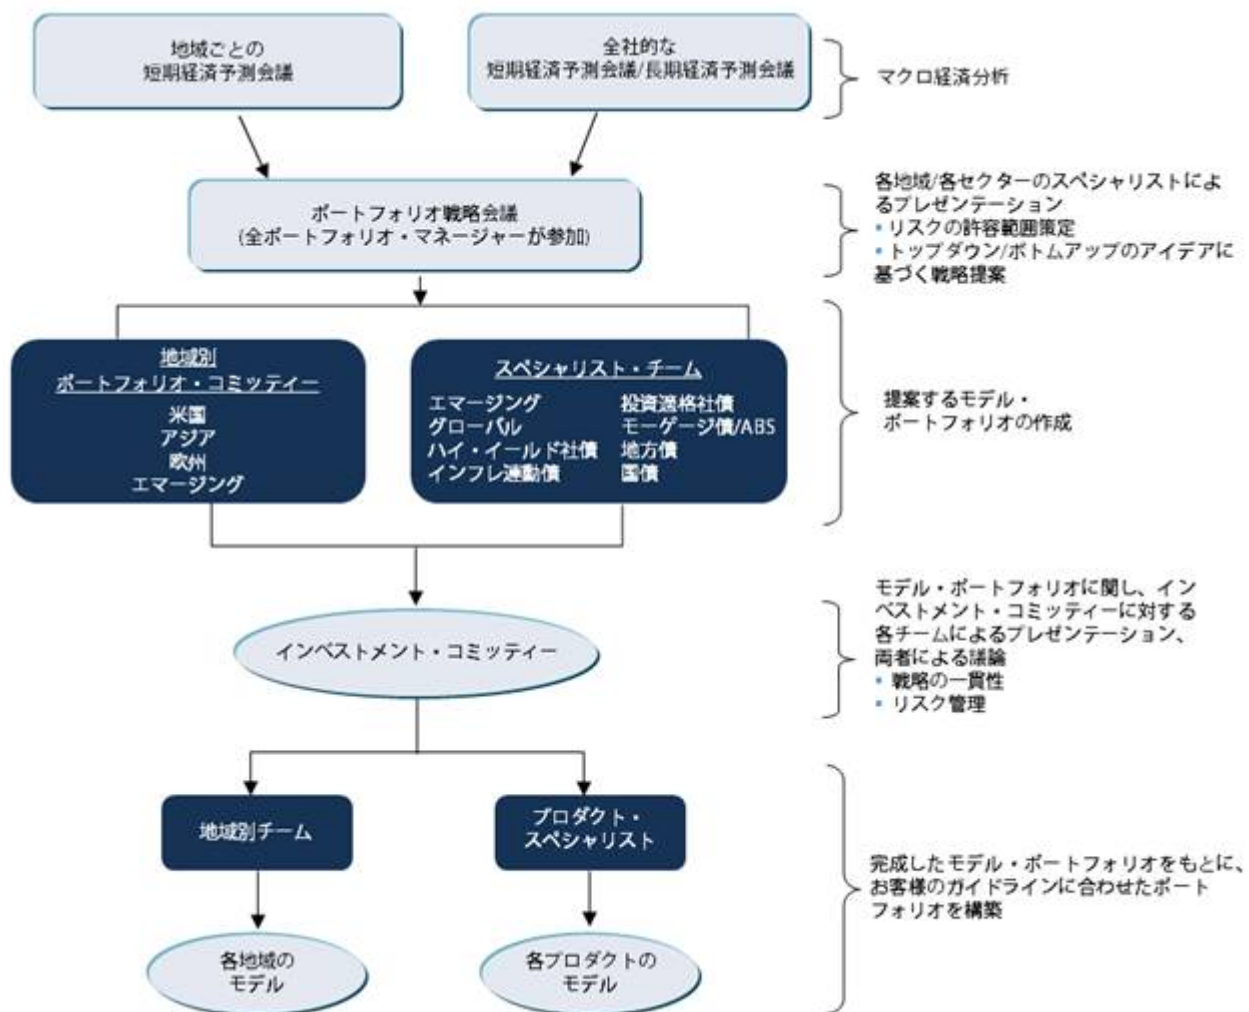 地域ごとの
短期経済予測会議
全社的な
短期経済予測会議/長期経済予測会議
マクロ経済分析
ポートフォリオ戦略会議
(全ポートフォリオ・マネージャーが参加)
各地域/各セクターのスペシャリストによ
るプレゼンテーション
▪ リスクの許容範囲策定
▪ トップダウン/ボトムアップのアイデアに
基づく戦略提案
地域別
ポートフォリオ・コミッティー
米国
アジア
欧州
エマージング
スペシャリスト・チーム
エマージング 投資適格社債
グローバル モーゲージ債/ABS
ハイ・イールド社債 地方債
インフレ連動債 国債
提案するモデル・
ポートフォリオの作成
インベストメント・コミッティー
モデル・ポートフォリオに関し、イン
ベストメント・コミッティーに対する
各チームによるプレゼンテーション、
両者による議論
▪ 戦略の一貫性
▪ リスク管理
地域別チーム
プロダクト・
スペシャリスト
完成したモデル・ポートフォリオをもとに、
お客様のガイドラインに合わせたポート
フォリオを構築
各地域の
モデル
各プロダクトの
モデル